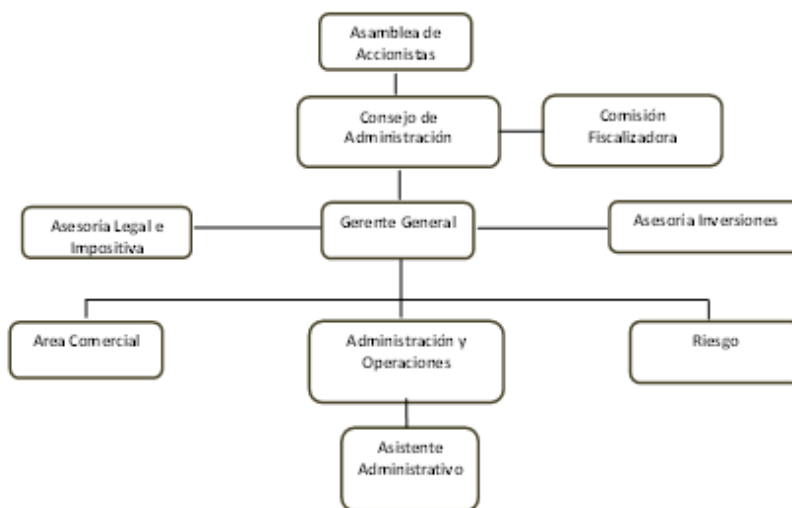 Asamblea de
Accionistas
Consejo de
Administración
Comisión
Fiscalizadora
Asesoría Legal e
Impositiva
Gerente General
Asesoría Inversiones
Area Comercial
Administración y
Operaciones
Riesgo
Asistente
Administrativo